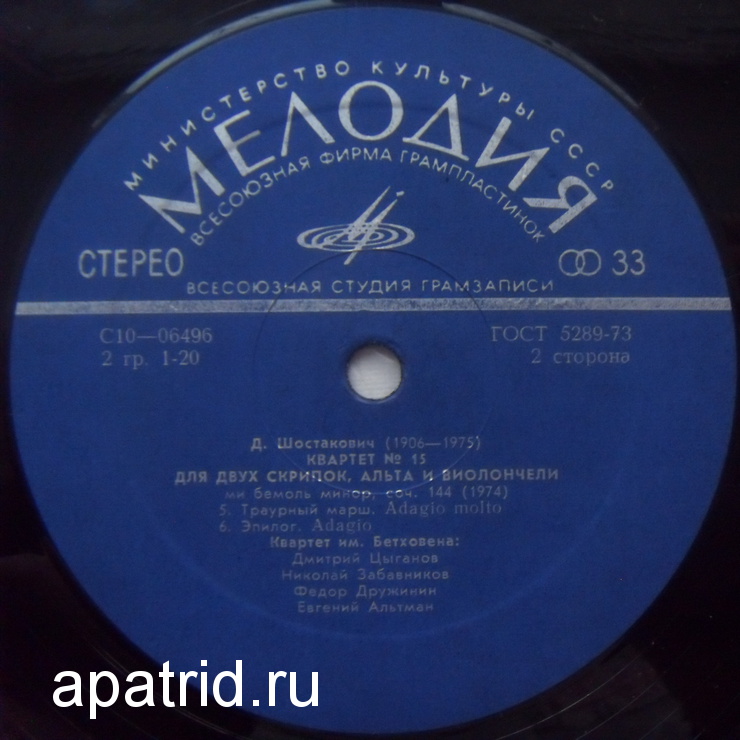 МИНИСТЕРСТВО КУЛЬТУРЫ СССР
МЕЛОДИЯ
ВСЕСОЮЗНАЯ ФИРМА ГРАМПЛАСТИНОК
СТЕРЕО
33
ВСЕСОЮЗНАЯ СТУДИЯ ГРАМЗАПИСИ
С10—06496
ГОСТ 5289-73
2 гр. 1-20
2 сторона
Д. Шостакович (1906—1975)
КВАРТЕТ № 15
ДЛЯ ДВУХ СКРИПОК, АЛЬТА И ВИОЛОНЧЕЛИ
ми бемоль минор, соч. 144 (1974)
5. Траурный марш. Adagio molto
6. Эпилог. Adagio
Квартет им. Бетховена:
Дмитрий Цыганов
Николай Забавников
Федор Дружинин
Евгений Альтман
apatrid.ru